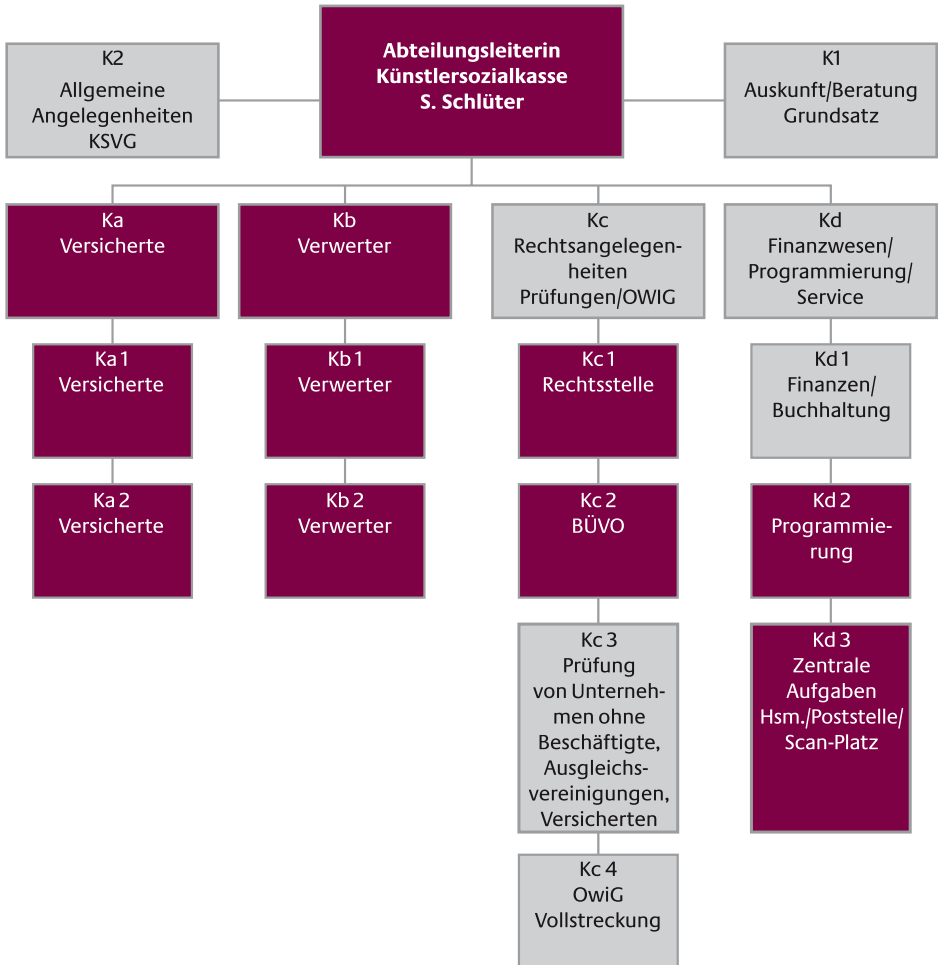 K2
Allgemeine
Angelegenheiten
KSVG
Abteilungsleiterin
Künstlersozialkasse
S. Schlüter
K1
Auskunft/Beratung
Grundsatz
Ka
Versicherte
Kb
Verwerter
Kc
Rechtsangelegen-
heiten
Prüfungen/OWIG
Kd
Finanzwesen/
Programmierung/
Service
Ka 1
Versicherte
Kb 1
Verwerter
Kc 1
Rechtsstelle
Kd 1
Finanzen/
Buchhaltung
Ka 2
Versicherte
Kb 2
Verwerter
Kc 2
BÜVO
Kd 2
Programmie-
rung
Kc 3
Prüfung
von Unterneh-
men ohne
Beschäftigte,
Ausgleichs-
vereinigungen,
Versicherten
Kd 3
Zentrale
Aufgaben
Hsm./Poststelle/
Scan-Platz
Kc 4
OwiG
Vollstreckung